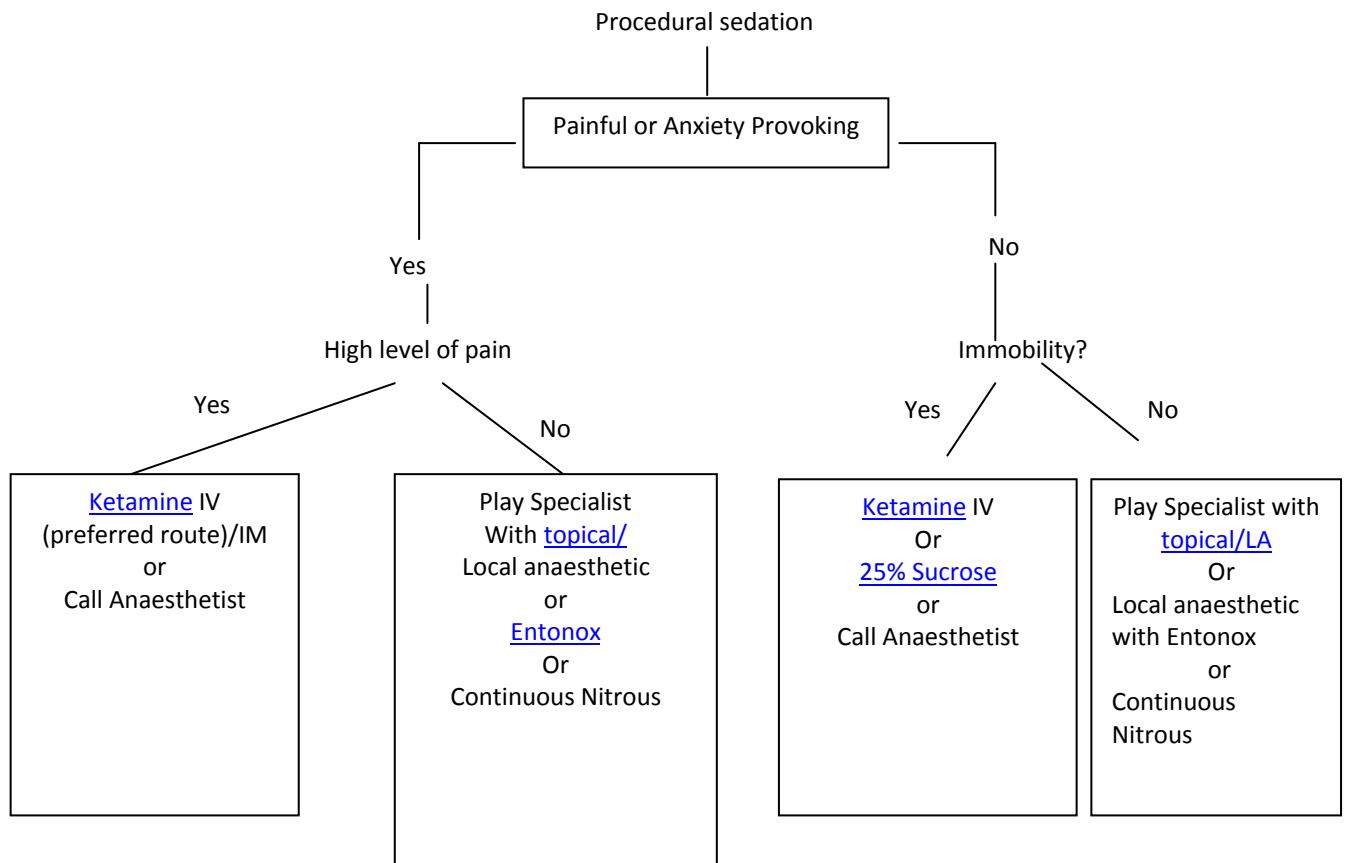 Procedural sedation
Painful or Anxiety Provoking
Yes
No
High level of pain
Immobility?
Yes
No
Yes
No
Ketamine IV
(preferred route)/IM
or
Call Anaesthetist
Play Specialist
With topical/
Local anaesthetic
or
Entonox
Or
Continuous Nitrous
Ketamine IV
Or
25% Sucrose
or
Call Anaesthetist
Play Specialist with
topical/LA
Or
Local anaesthetic
with Entonox
or
Continuous
Nitrous